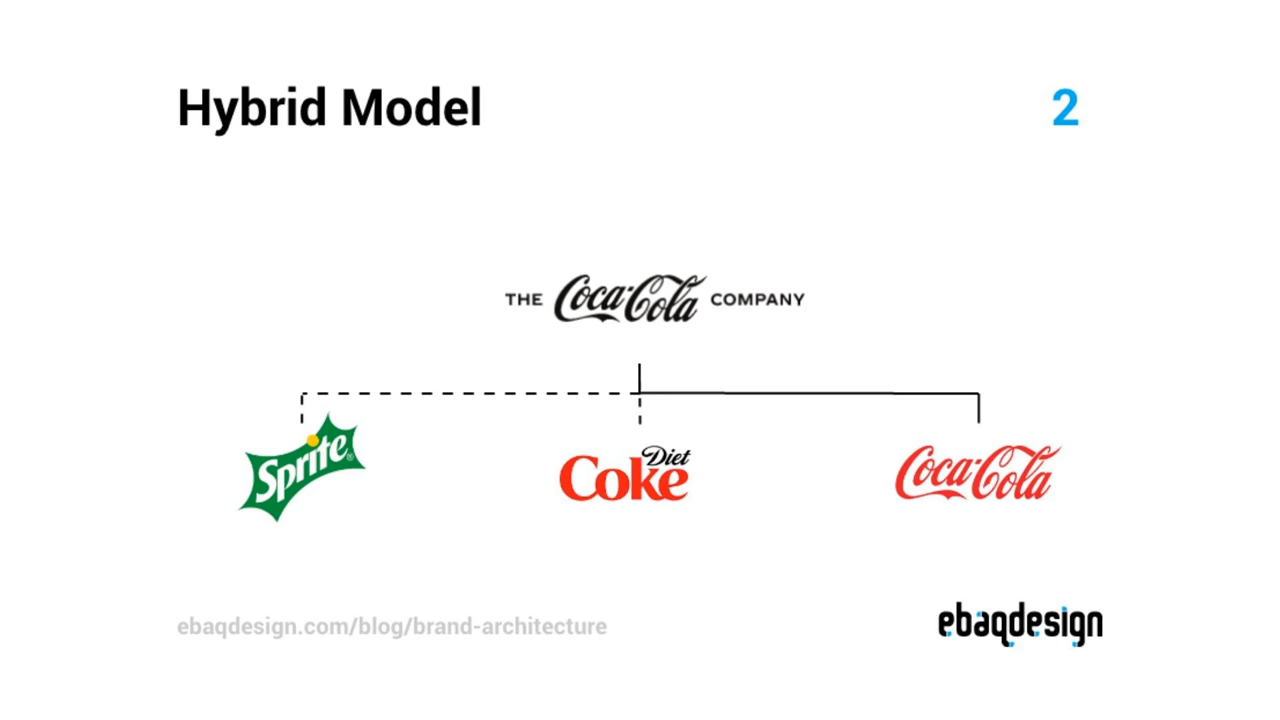 Hybrid Model
2
THE Coca-Cola COMPANY
Sprite®
Diet
Coke
Coca-Cola
ebaqdesign.com/blog/brand-architecture
ebaqdesign